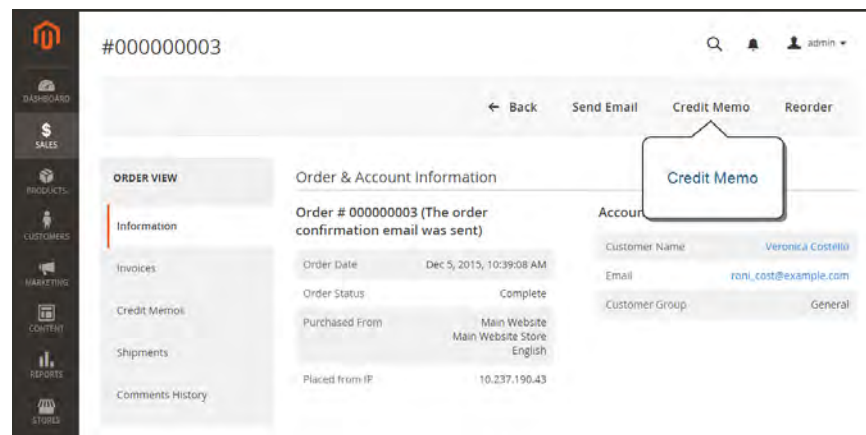 #000000003
admin
DASHBOARD
SALES
PRODUCTS
CUSTOMERS
MARKETING
CONTENT
REPORTS
STORES
← Back
Send Email
Credit Memo
Reorder
Credit Memo
ORDER VIEW
Information
Invoices
Credit Memos
Shipments
Comments History
Order & Account Information
Order # 000000003 (The order
confirmation email was sent)
Order Date Dec 5, 2015, 10:39:08 AM
Order Status Complete
Purchased From Main Website
Main Website Store
English
Placed from IP 10.237.190.43
Accoun
Customer Name Veronica Costello
Email roni_cost@example.com
Customer Group General